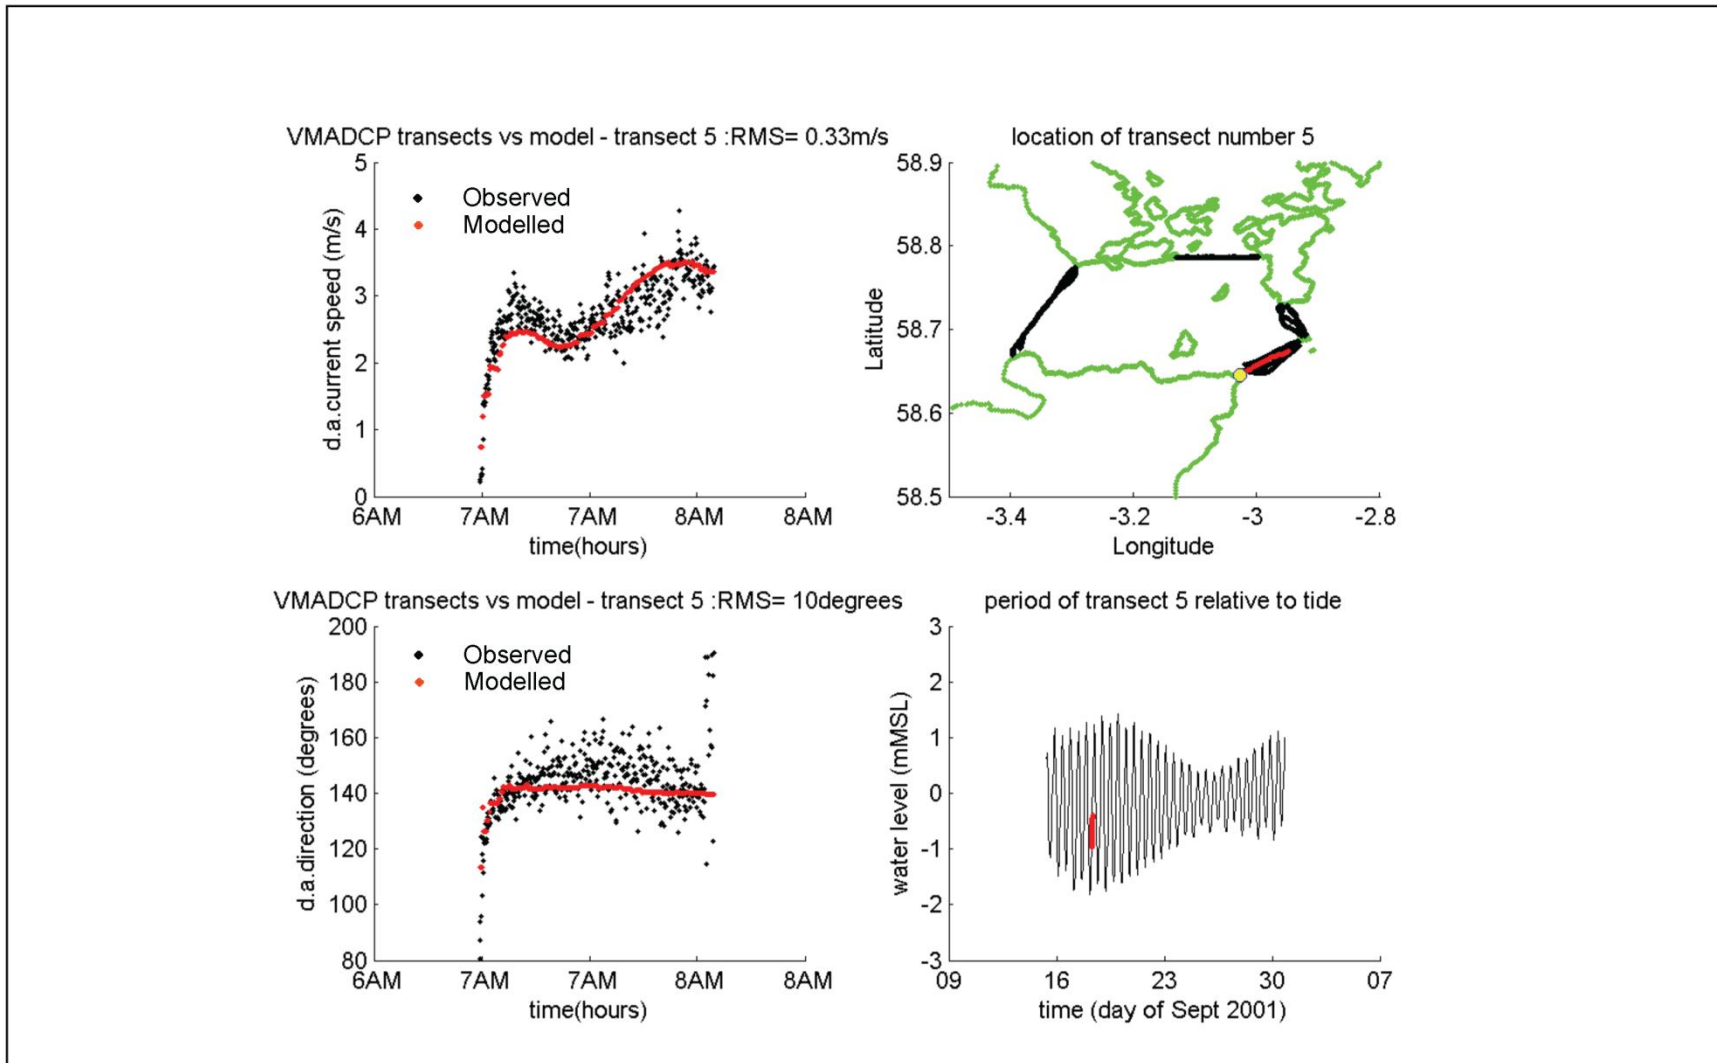 VMADCP transects vs model - transect 5 :RMS= 0.33m/s
5
4
3
2
1
0
d.a.current speed (m/s)
Observed
Modelled
6AM 7AM 7AM 8AM 8AM
time(hours)
location of transect number 5
58.9
58.8
58.7
58.6
58.5
Latitude
-3.4 -3.2 -3 -2.8
Longitude
VMADCP transects vs model - transect 5 :RMS= 10degrees
200
180
160
140
120
100
80
d.a.direction (degrees)
Observed
Modelled
6AM 7AM 7AM 8AM 8AM
time(hours)
period of transect 5 relative to tide
3
2
1
0
-1
-2
-3
water level (mMSL)
09 16 23 30 07
time (day of Sept 2001)